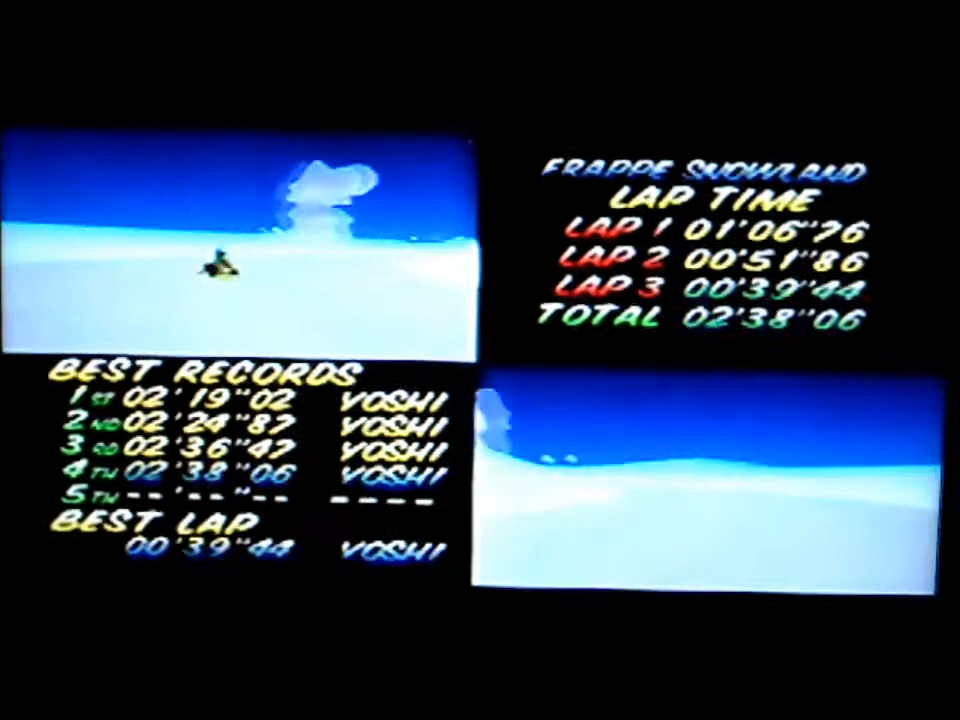 FRAPPE SNOWLAND
LAP TIME
LAP 1 01'06"76
LAP 2 00'51"86
LAP 3 00'39"44
TOTAL 02'38"06
BEST RECORDS
1ST 02'19"02 YOSHI
2ND 02'24"87 YOSHI
3RD 02'36"47 YOSHI
4TH 02'38"06 YOSHI
5TH --'--"-- ----
BEST LAP
00'39"44 YOSHI